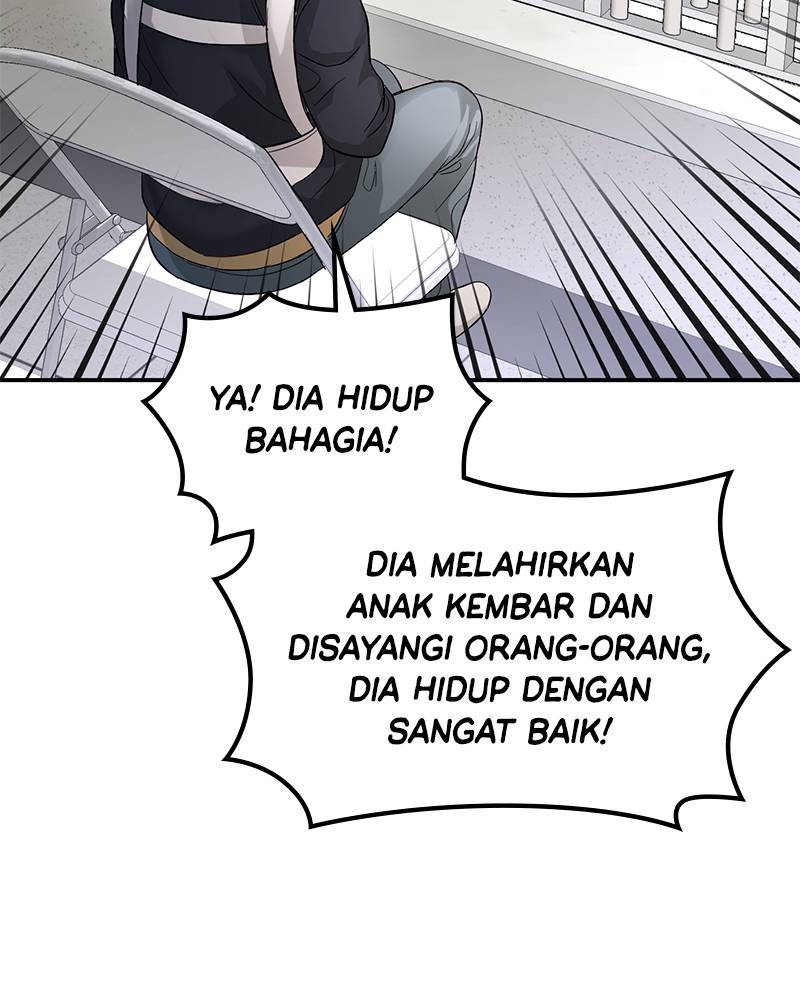 YA! DIA HIDUP
BAHAGIA!
DIA MELAHIRKAN
ANAK KEMBAR DAN
DISAYANGI ORANG-ORANG,
DIA HIDUP DENGAN
SANGAT BAIK!